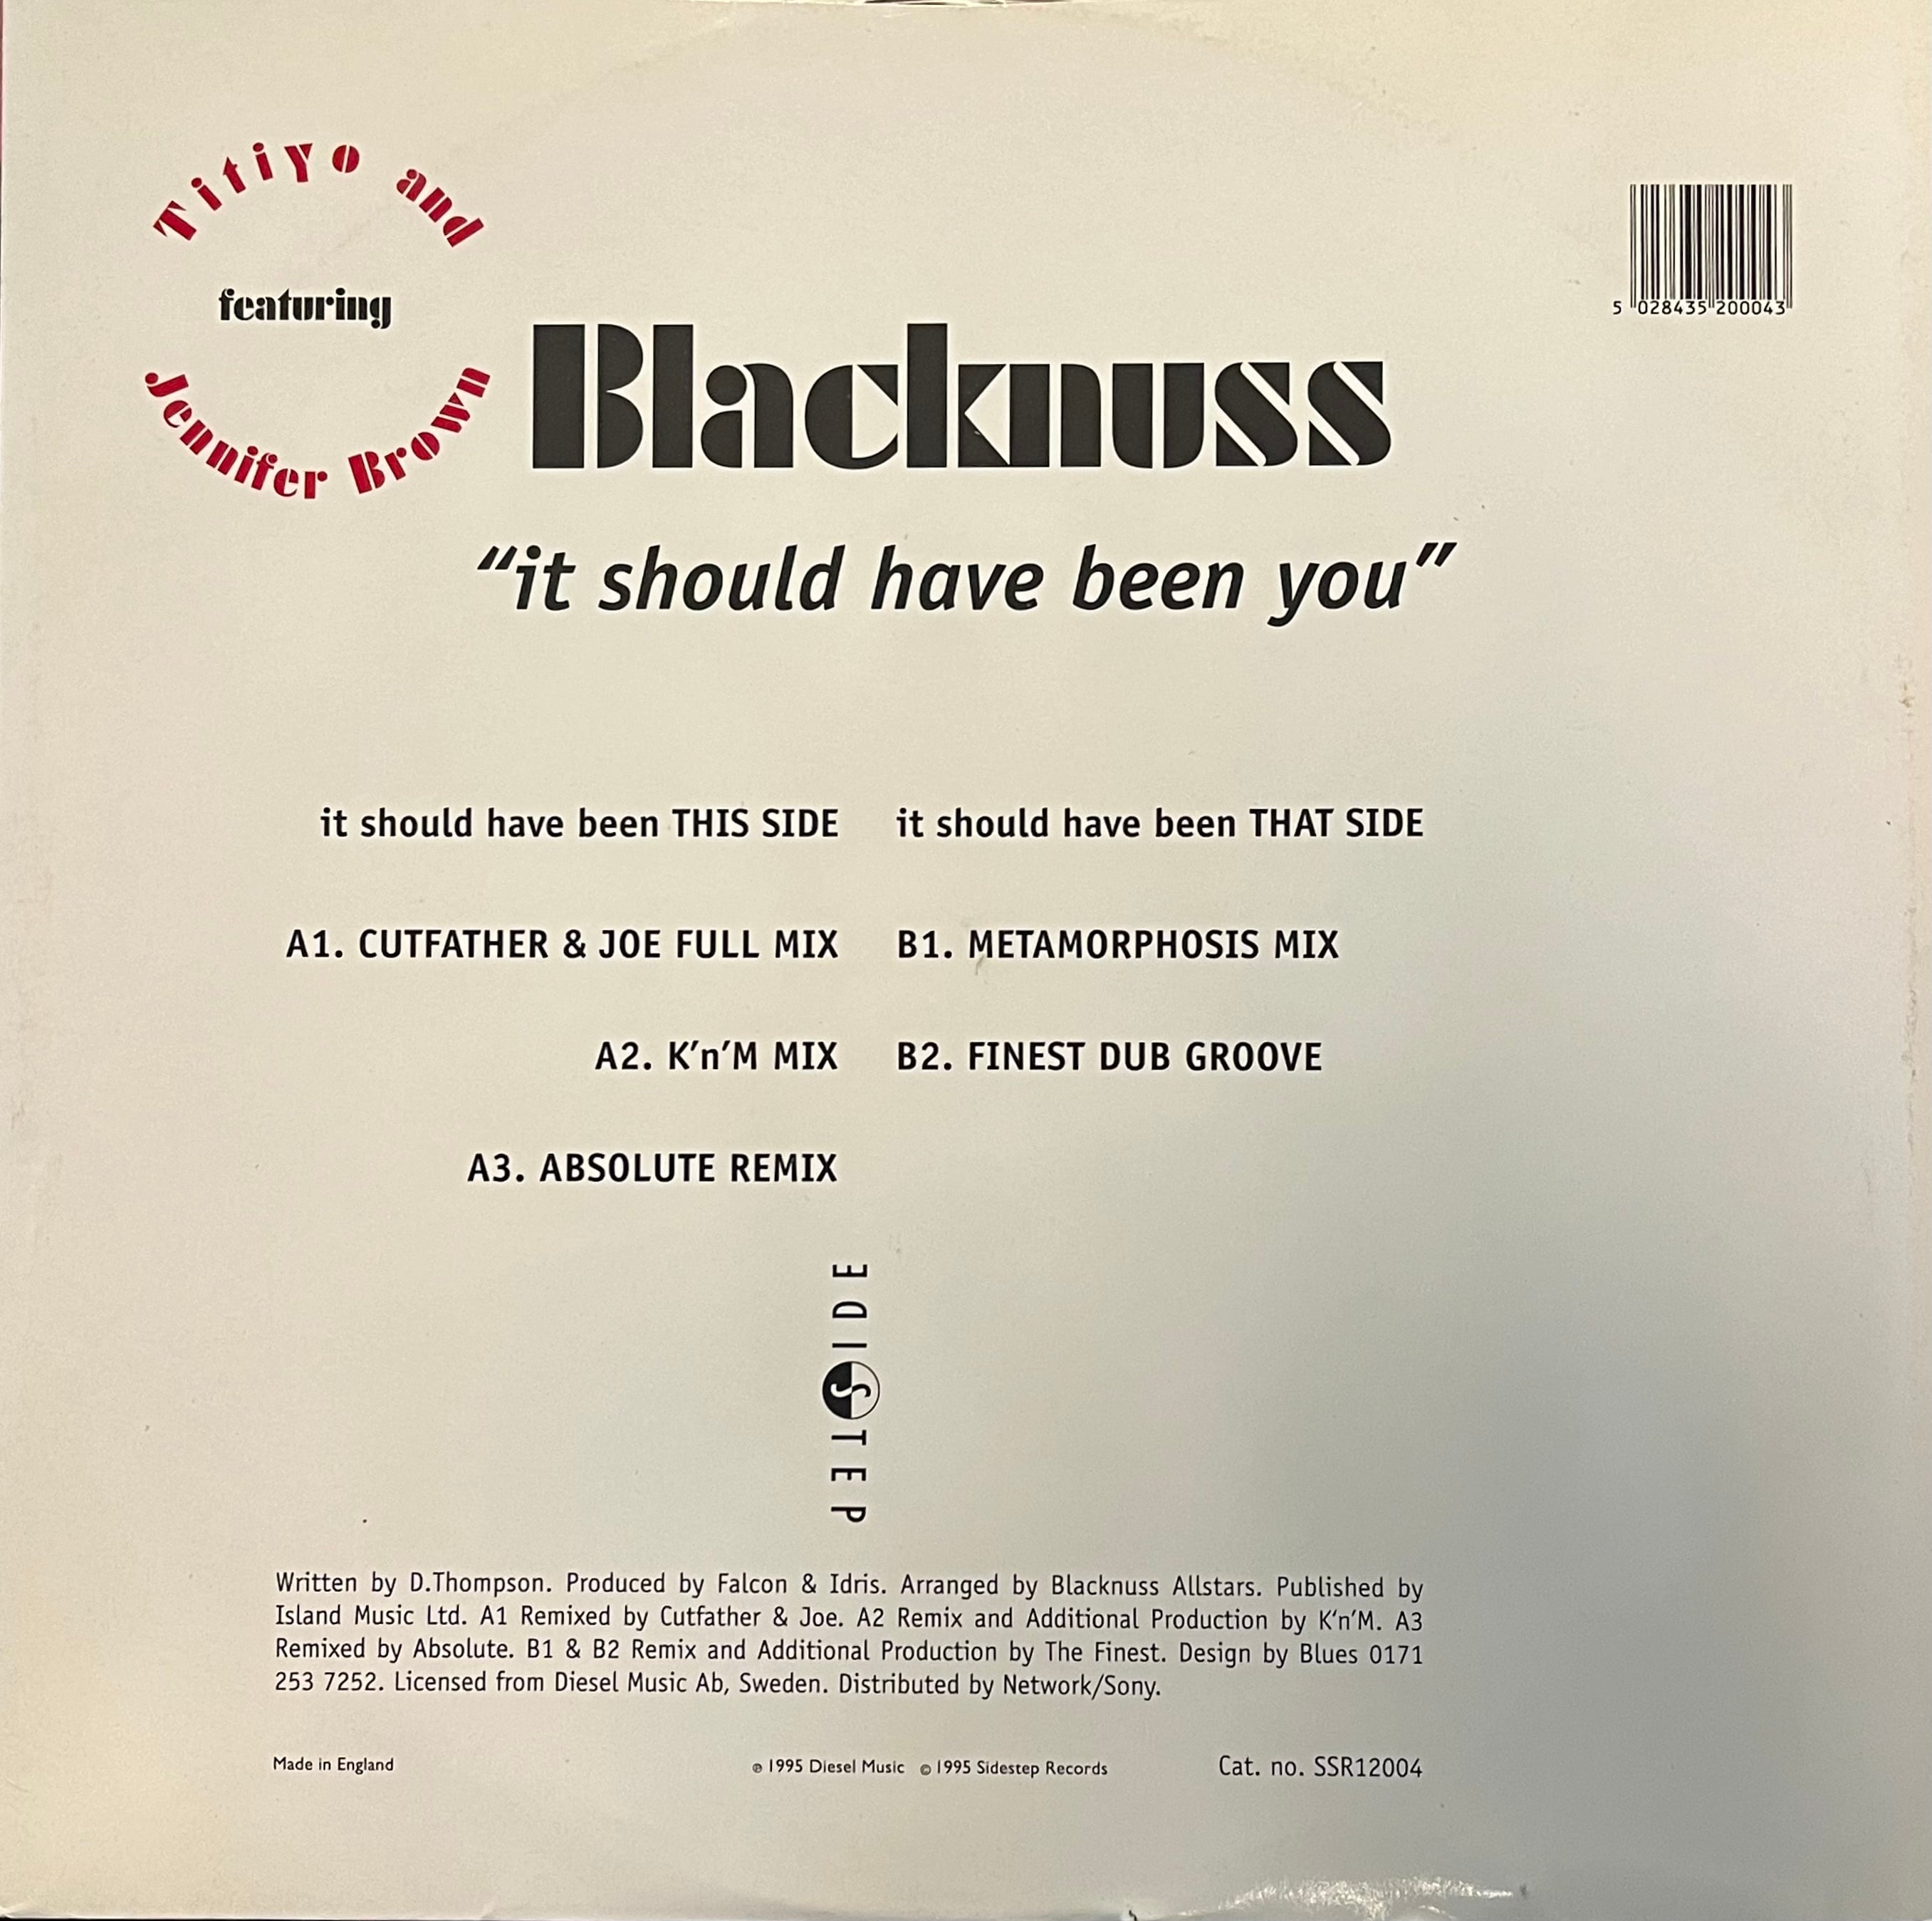 Titiyo and
featuring
Jennifer Brown
Blacknuss
5 028435 200043
“it should have been you”
it should have been THIS SIDE
A1. CUTFATHER & JOE FULL MIX
A2. K’n’M MIX
A3. ABSOLUTE REMIX
it should have been THAT SIDE
B1. METAMORPHOSIS MIX
B2. FINEST DUB GROOVE
SIDESTEP
Written by D.Thompson. Produced by Falcon & Idris. Arranged by Blacknuss Allstars. Published by
Island Music Ltd. A1 Remixed by Cutfather & Joe. A2 Remix and Additional Production by K‘n’M. A3
Remixed by Absolute. B1 & B2 Remix and Additional Production by The Finest. Design by Blues 0171
253 7252. Licensed from Diesel Music Ab, Sweden. Distributed by Network/Sony.
Made in England
℗ 1995 Diesel Music © 1995 Sidestep Records
Cat. no. SSR12004